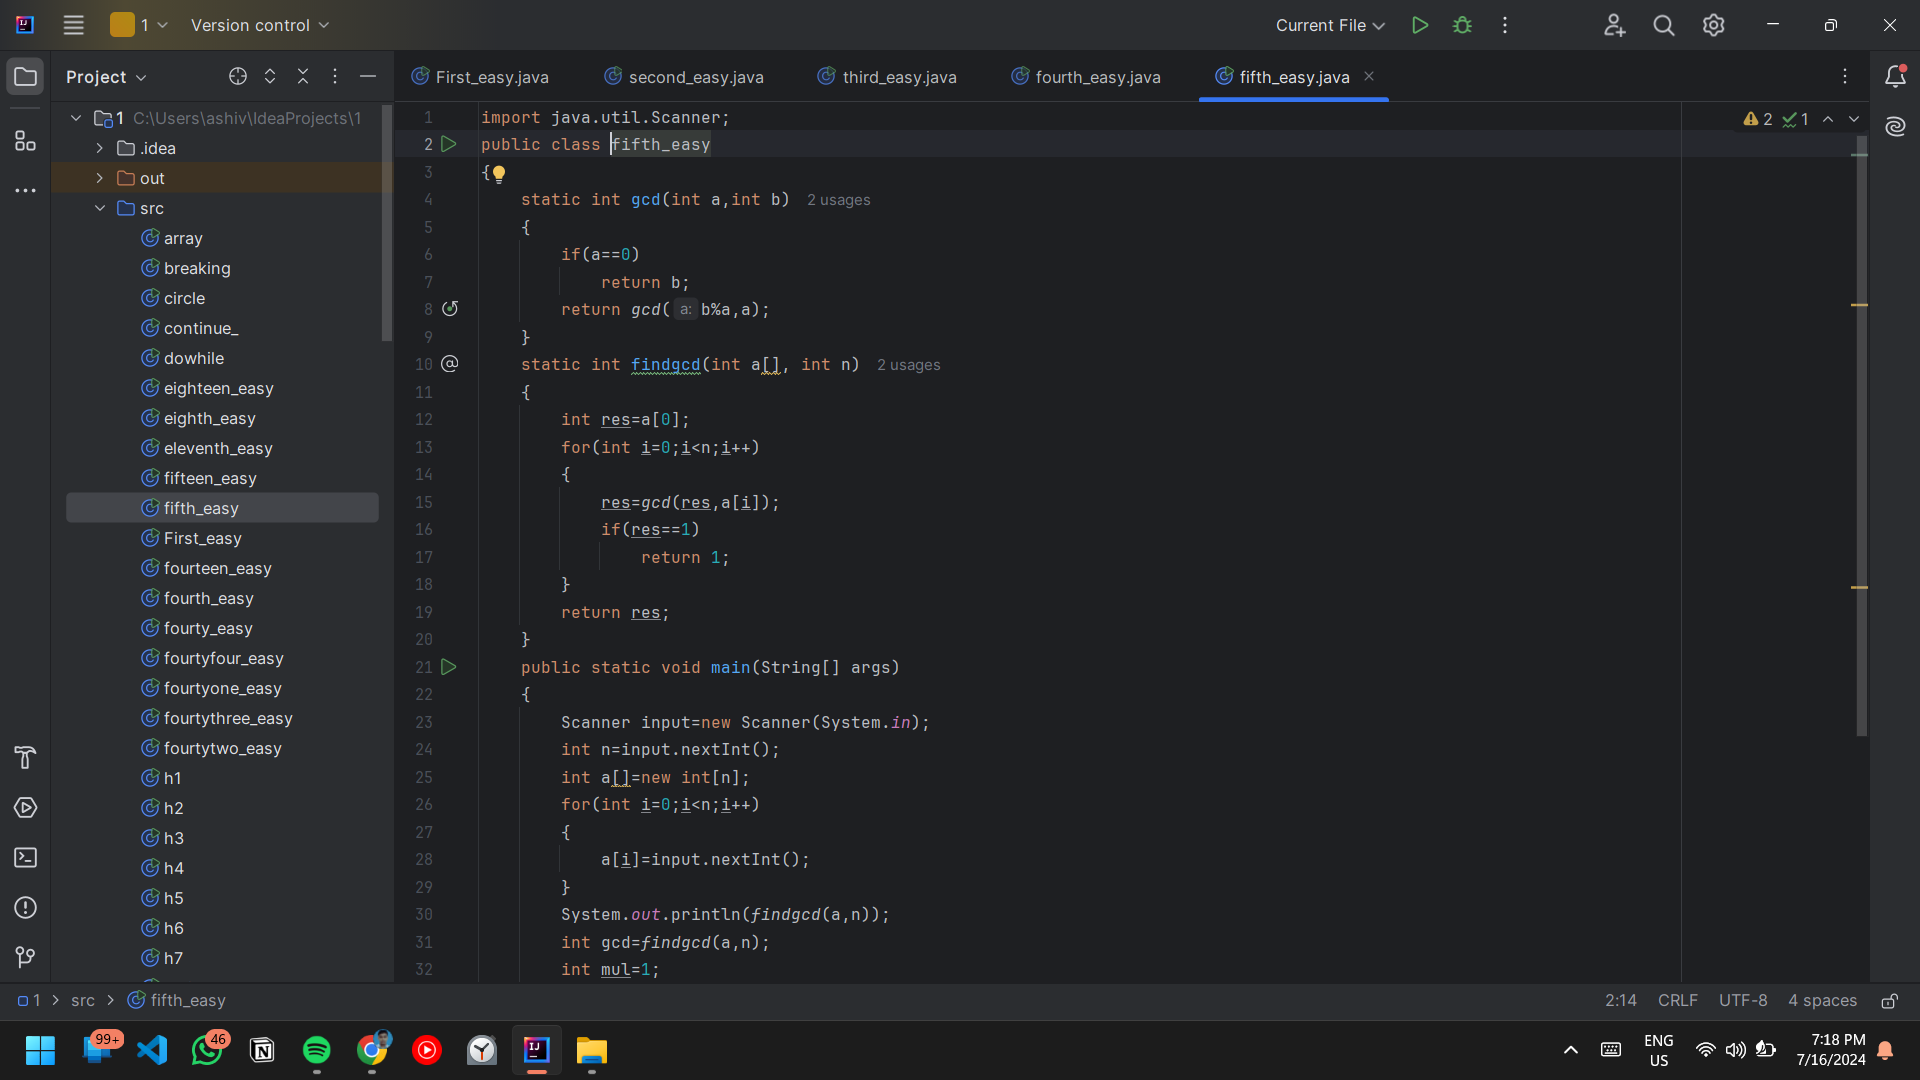 1 Version control Current File
Project
First_easy.java second_easy.java third_easy.java fourth_easy.java fifth_easy.java
1 C:\Users\ashiv\IdeaProjects\1
.idea
out
src
array
breaking
circle
continue_
dowhile
eighteen_easy
eighth_easy
eleventh_easy
fifteen_easy
fifth_easy
First_easy
fourteen_easy
fourth_easy
fourty_easy
fourtyfour_easy
fourtyone_easy
fourtythree_easy
fourtytwo_easy
h1
h2
h3
h4
h5
h6
h7
2 1
1 import java.util.Scanner;
2 public class fifth_easy
3 {
4 static int gcd(int a,int b) 2 usages
5 {
6 if(a==0)
7 return b;
8 return gcd( a: b%a,a);
9 }
10 static int findgcd(int a[], int n) 2 usages
11 {
12 int res=a[0];
13 for(int i=0;i<n;i++)
14 {
15 res=gcd(res,a[i]);
16 if(res==1)
17 return 1;
18 }
19 return res;
20 }
21 public static void main(String[] args)
22 {
23 Scanner input=new Scanner(System.in);
24 int n=input.nextInt();
25 int a[]=new int[n];
26 for(int i=0;i<n;i++)
27 {
28 a[i]=input.nextInt();
29 }
30 System.out.println(findgcd(a,n));
31 int gcd=findgcd(a,n);
32 int mul=1;
1 > src > fifth_easy 2:14 CRLF UTF-8 4 spaces
99+ 46 ENG US 7:18 PM 7/16/2024